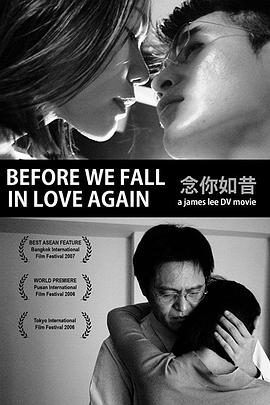 BEFORE WE FALL
IN LOVE AGAIN
念你如昔
a james lee DV movie
BEST ASEAN FEATURE
Bangkok International
Film Festival 2007
WORLD PREMIERE
Pusan International
Film Festival 2006
Tokyo International
Film Festival 2006